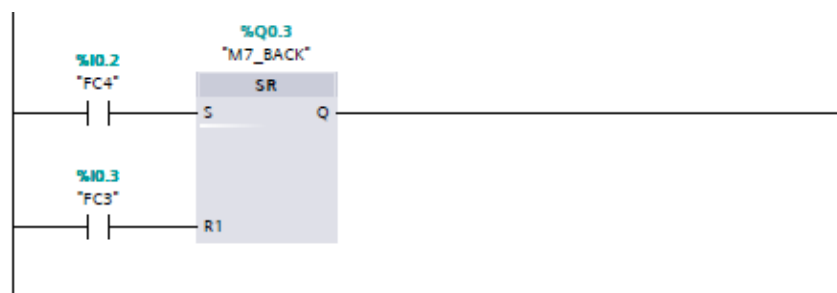 %Q0.3
"M7_BACK"
%I0.2
"FC4"
SR
S
Q
%I0.3
"FC3"
R1